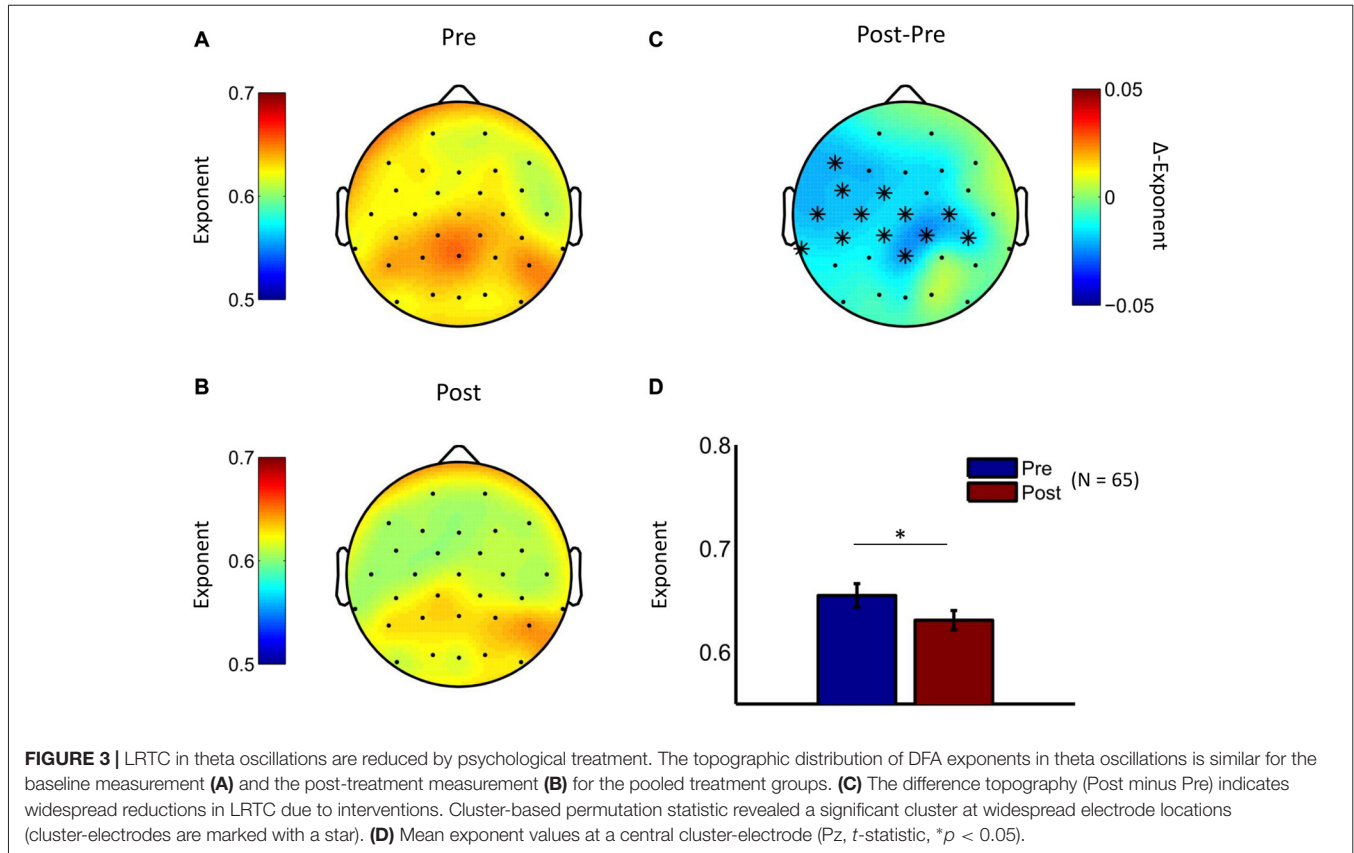 A
Pre
0.7
0.6
0.5
Exponent
C
Post-Pre
0.05
0
−0.05
Δ-Exponent
B
Post
0.7
0.6
0.5
Exponent
D
0.8
0.7
0.6
Exponent
Pre
Post
(N = 65)
*
FIGURE 3 | LRTC in theta oscillations are reduced by psychological treatment. The topographic distribution of DFA exponents in theta oscillations is similar for the
baseline measurement (A) and the post-treatment measurement (B) for the pooled treatment groups. (C) The difference topography (Post minus Pre) indicates
widespread reductions in LRTC due to interventions. Cluster-based permutation statistic revealed a significant cluster at widespread electrode locations
(cluster-electrodes are marked with a star). (D) Mean exponent values at a central cluster-electrode (Pz, t-statistic, *p < 0.05).